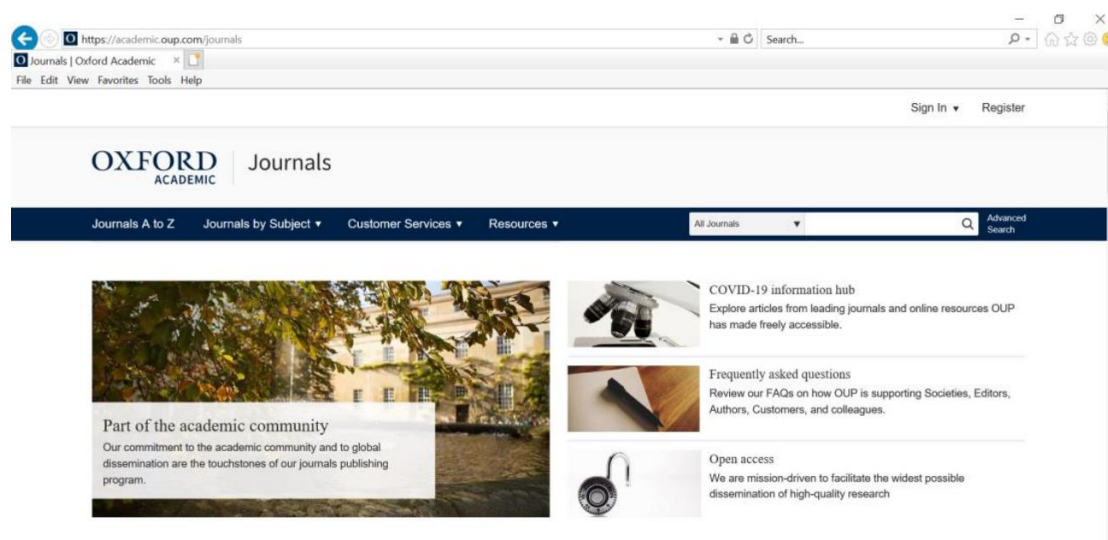 https://academic.oup.com/journals
Search...
Journals | Oxford Academic
File Edit View Favorites Tools Help
Sign In ▼ Register
OXFORD
ACADEMIC
Journals
Journals A to Z Journals by Subject ▼ Customer Services ▼ Resources ▼ All Journals ▼ Advanced
Search
COVID-19 information hub
Explore articles from leading journals and online resources OUP
has made freely accessible.
Frequently asked questions
Review our FAQs on how OUP is supporting Societies, Editors,
Authors, Customers, and colleagues.
Part of the academic community
Our commitment to the academic community and to global
dissemination are the touchstones of our journals publishing
program.
Open access
We are mission-driven to facilitate the widest possible
dissemination of high-quality research